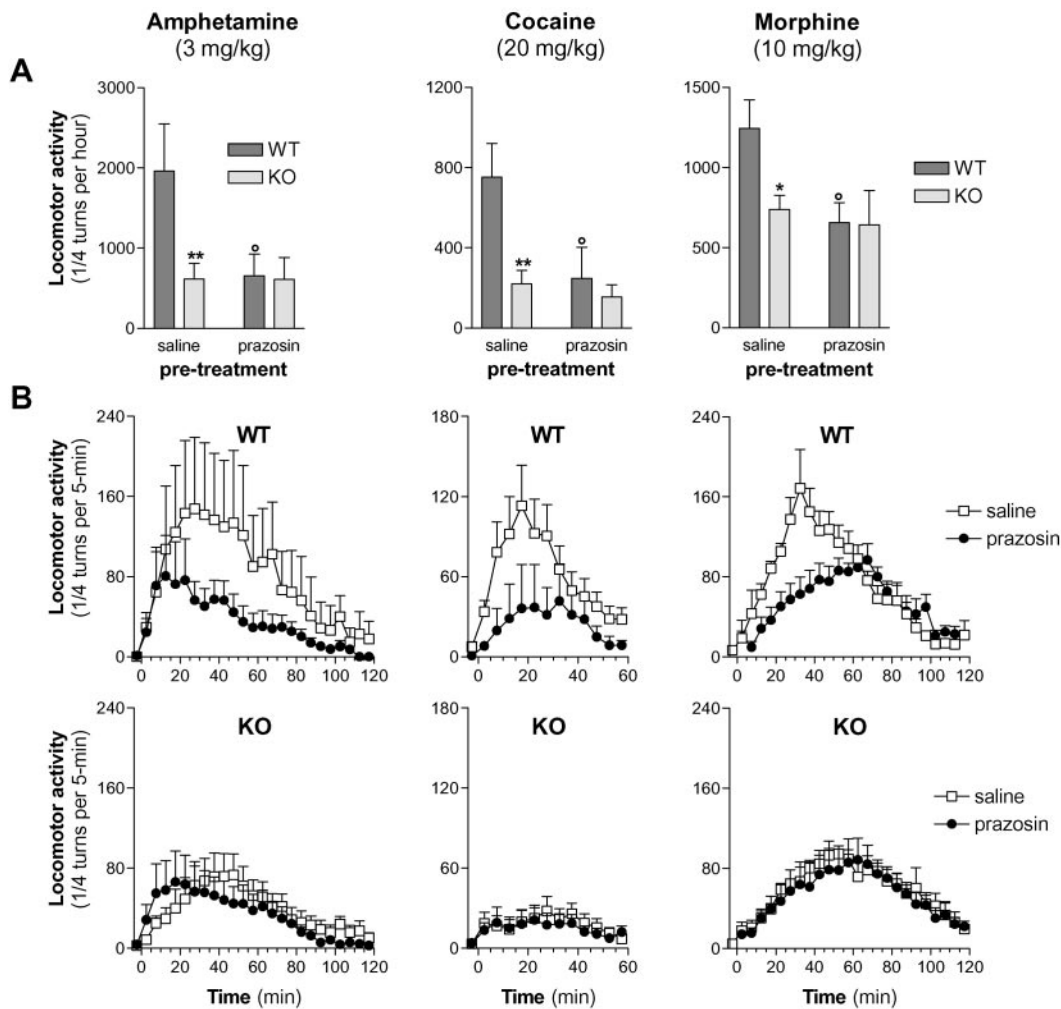 Amphetamine
(3 mg/kg)
Cocaine
(20 mg/kg)
Morphine
(10 mg/kg)
A
Locomotor activity
(1/4 turns per hour)
3000
2000
1000
0
WT
KO
**
°
saline
prazosin
pre-treatment
1200
800
400
0
**
°
saline
prazosin
pre-treatment
1500
1000
500
0
*
°
WT
KO
saline
prazosin
pre-treatment
B
Locomotor activity
(1/4 turns per 5-min)
240
160
80
0
WT
0 20 40 60 80 100 120
180
120
60
0
WT
0 20 40 60
240
160
80
0
WT
0 20 40 60 80 100 120
saline
prazosin
Locomotor activity
(1/4 turns per 5-min)
240
160
80
0
KO
0 20 40 60 80 100 120
Time (min)
180
120
60
0
KO
0 20 40 60
Time (min)
240
160
80
0
KO
0 20 40 60 80 100 120
Time (min)
saline
prazosin